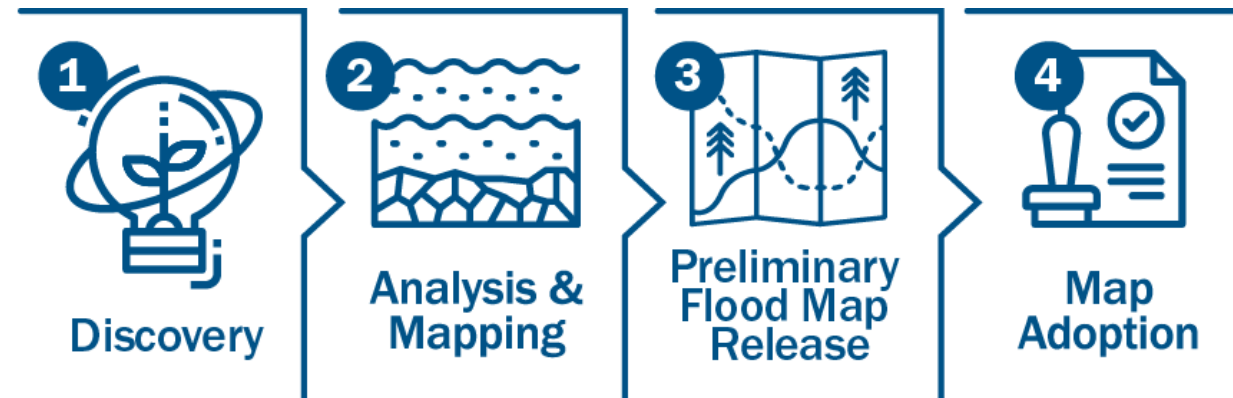 1
Discovery
2
Analysis &
Mapping
3
Preliminary
Flood Map
Release
4
Map
Adoption